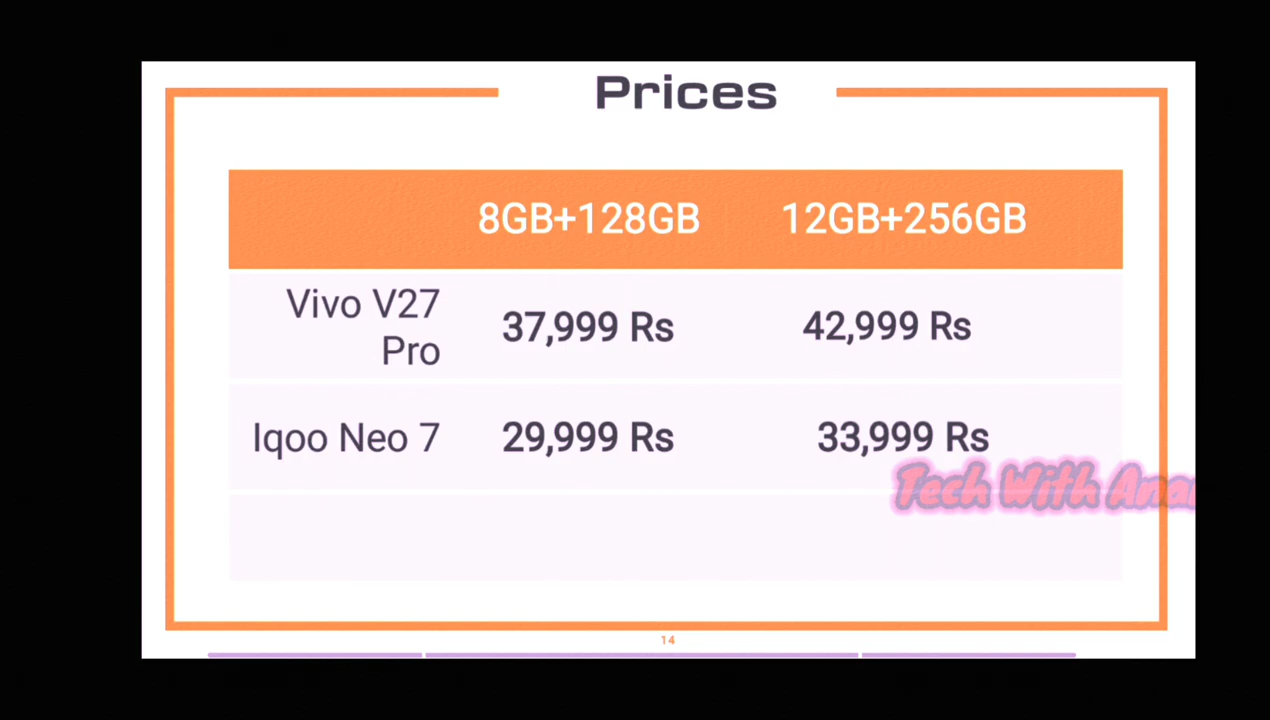 Prices
8GB+128GB 12GB+256GB
Vivo V27
Pro
37,999 Rs 42,999 Rs
Iqoo Neo 7 29,999 Rs 33,999 Rs
Tech With
14